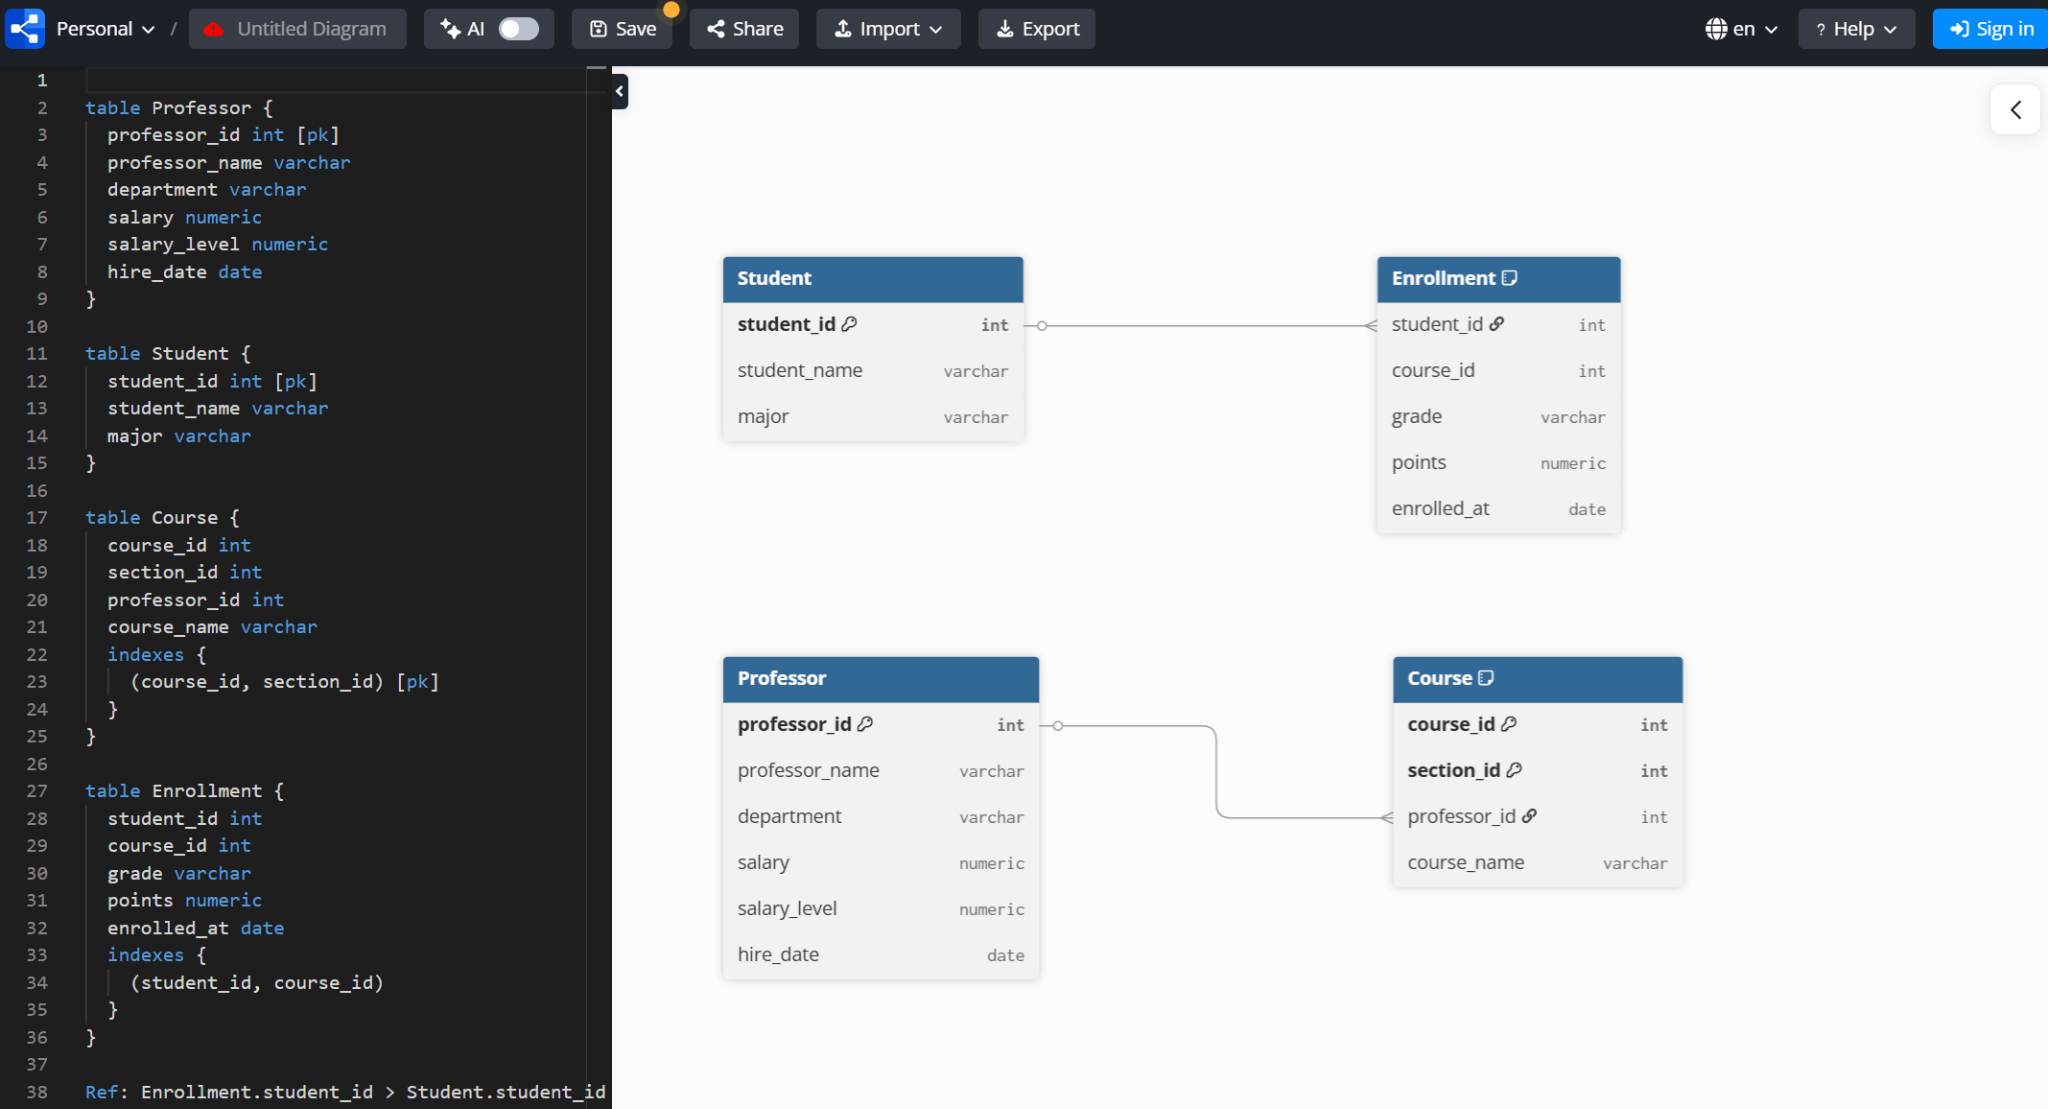 Personal / Untitled Diagram AI Save Share Import Export en ? Help Sign in
1
2 table Professor {
3 professor_id int [pk]
4 professor_name varchar
5 department varchar
6 salary numeric
7 salary_level numeric
8 hire_date date
9 }
10
11 table Student {
12 student_id int [pk]
13 student_name varchar
14 major varchar
15 }
16
17 table Course {
18 course_id int
19 section_id int
20 professor_id int
21 course_name varchar
22 indexes {
23 (course_id, section_id) [pk]
24 }
25 }
26
27 table Enrollment {
28 student_id int
29 course_id int
30 grade varchar
31 points numeric
32 enrolled_at date
33 indexes {
34 (student_id, course_id)
35 }
36 }
37
38 Ref: Enrollment.student_id > Student.student_id
Student
student_id int
student_name varchar
major varchar
Enrollment
student_id int
course_id int
grade varchar
points numeric
enrolled_at date
Professor
professor_id int
professor_name varchar
department varchar
salary numeric
salary_level numeric
hire_date date
Course
course_id int
section_id int
professor_id int
course_name varchar